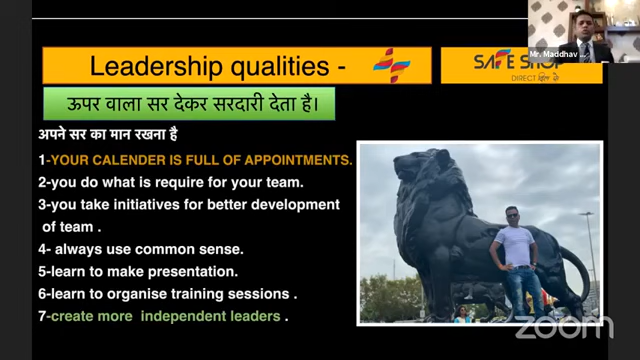 Leadership qualities -
SAFE SHOP
DIRECT दिल से
Mr. Maddhav
ऊपर वाला सर देकर सरदारी देता है।
अपने सर का मान रखना है
1-YOUR CALENDER IS FULL OF APPOINTMENTS.
2-you do what is require for your team.
3-you take initiatives for better development
of team .
4- always use common sense.
5-learn to make presentation.
6-learn to organise training sessions .
7-create more independent leaders .
zoom